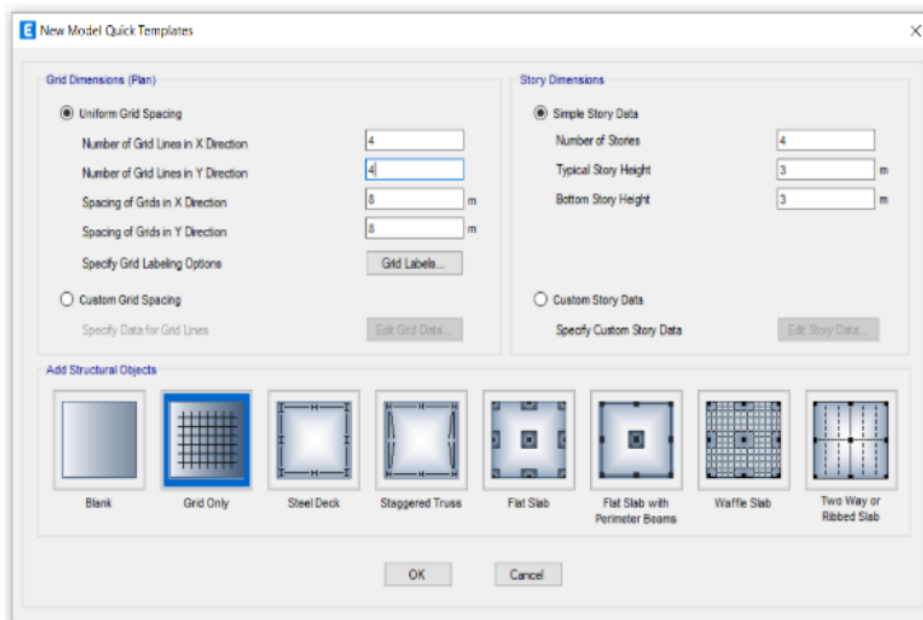 E New Model Quick Templates
Grid Dimensions (Plan)
Uniform Grid Spacing
Number of Grid Lines in X Direction 4
Number of Grid Lines in Y Direction 4
Spacing of Grids in X Direction 8 m
Spacing of Grids in Y Direction 8 m
Specify Grid Labeling Options Grid Labels...
Custom Grid Spacing
Specify Data for Grid Lines Edit Grid Data...
Story Dimensions
Simple Story Data
Number of Stories 4
Typical Story Height 3 m
Bottom Story Height 3 m
Custom Story Data
Specify Custom Story Data Edit Story Data...
Add Structural Objects
Blank
Grid Only
Steel Deck
Staggered Truss
Flat Slab
Flat Slab with
Perimeter Beams
Waffle Slab
Two Way or
Ribbed Slab
OK Cancel